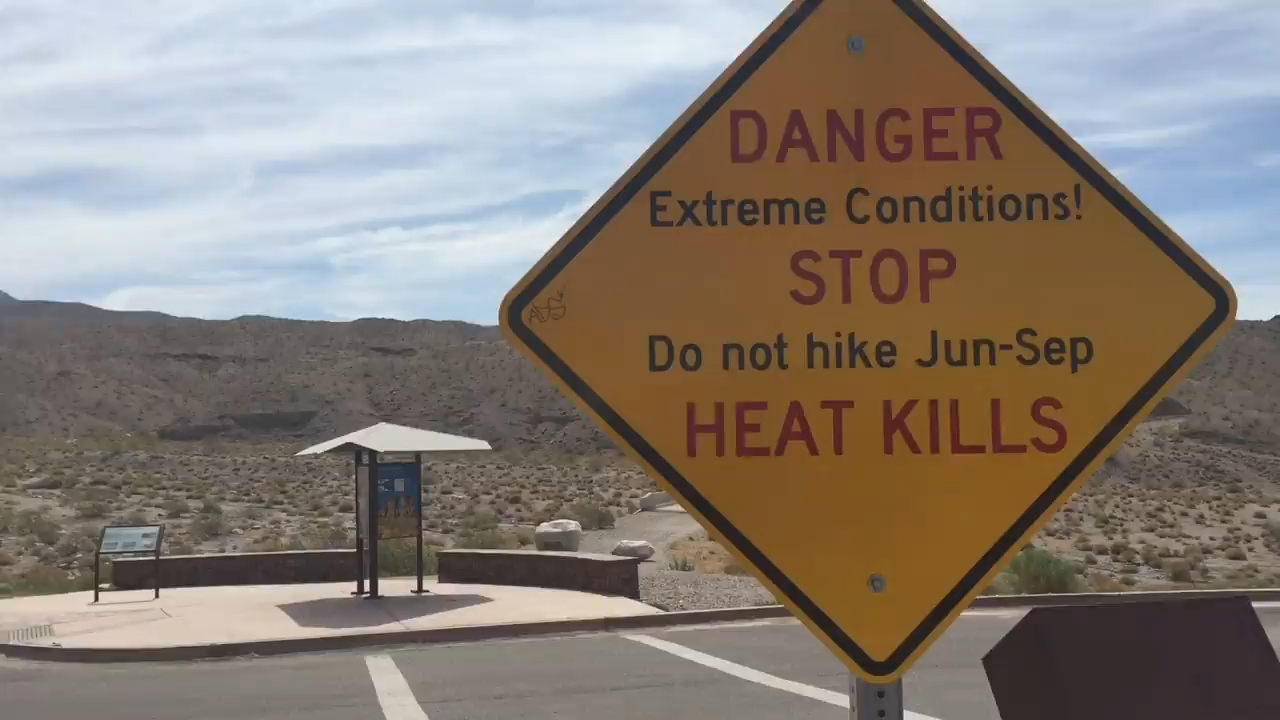 DANGER
Extreme Conditions!
STOP
Do not hike Jun-Sep
HEAT KILLS